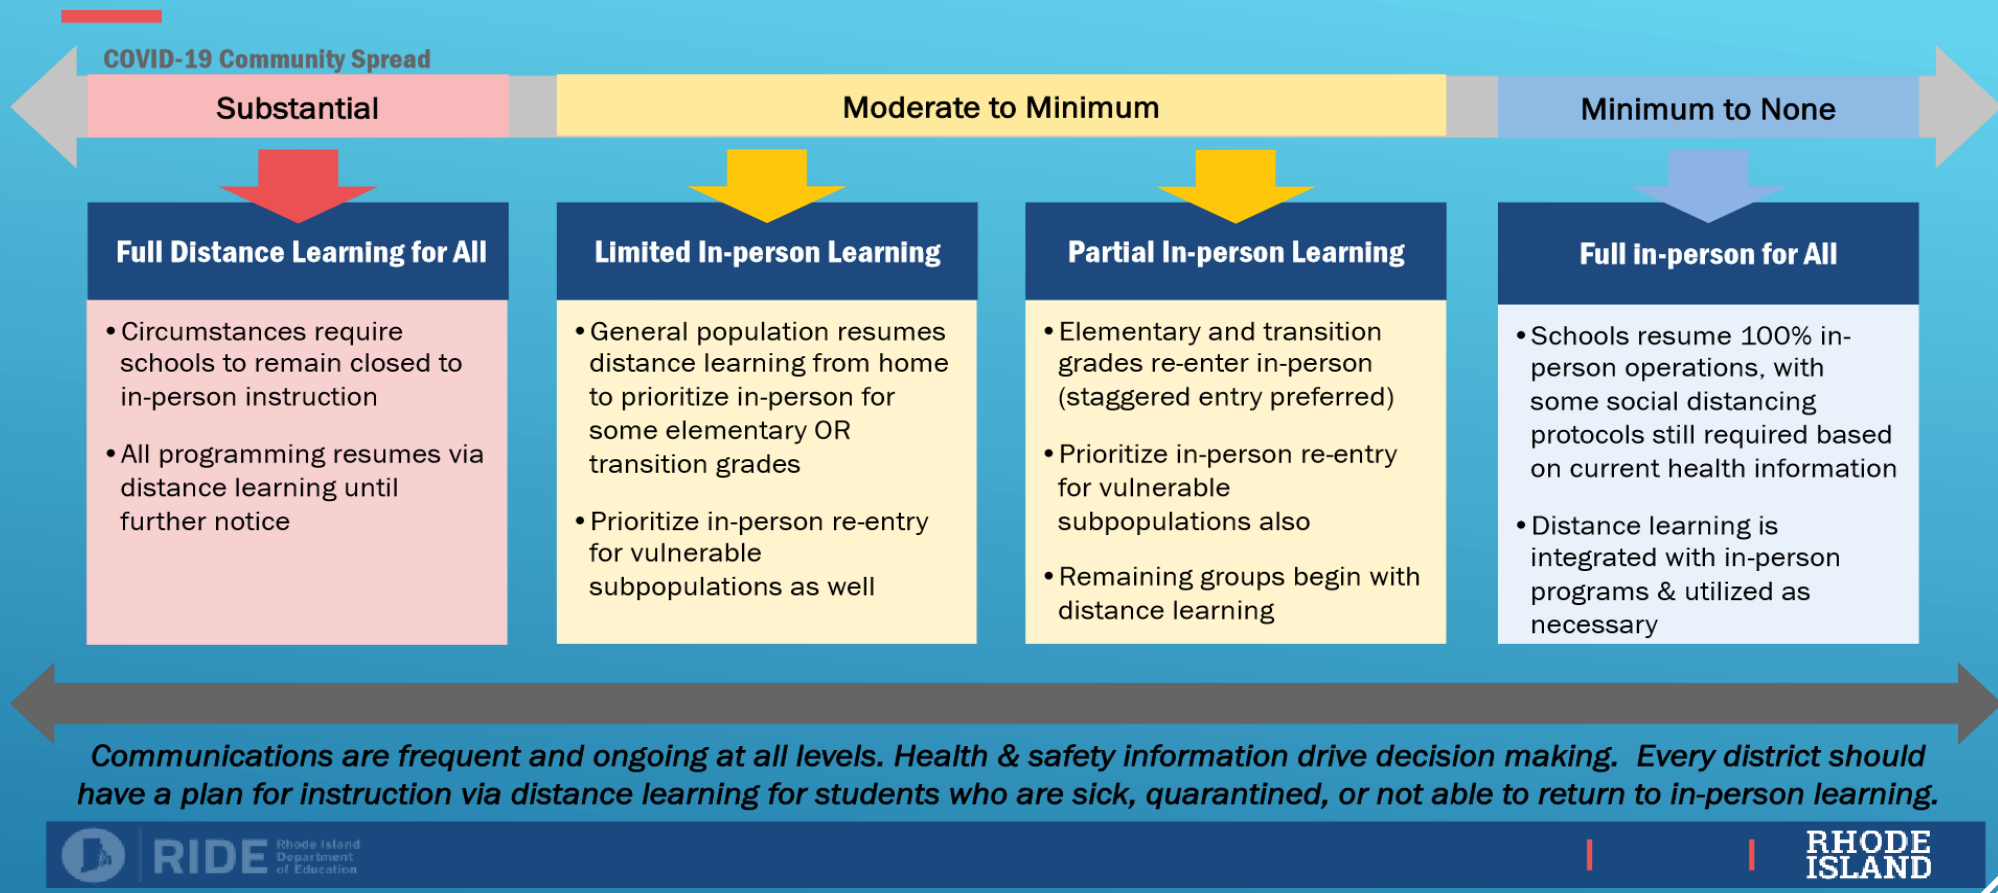 COVID-19 Community Spread
Substantial
Moderate to Minimum
Minimum to None
Full Distance Learning for All
• Circumstances require
schools to remain closed to
in-person instruction
• All programming resumes via
distance learning until
further notice
Limited In-person Learning
• General population resumes
distance learning from home
to prioritize in-person for
some elementary OR
transition grades
• Prioritize in-person re-entry
for vulnerable
subpopulations as well
Partial In-person Learning
• Elementary and transition
grades re-enter in-person
(staggered entry preferred)
• Prioritize in-person re-entry
for vulnerable
subpopulations also
• Remaining groups begin with
distance learning
Full in-person for All
• Schools resume 100% in-
person operations, with
some social distancing
protocols still required based
on current health information
• Distance learning is
integrated with in-person
programs & utilized as
necessary
Communications are frequent and ongoing at all levels. Health & safety information drive decision making.  Every district should
have a plan for instruction via distance learning for students who are sick, quarantined, or not able to return to in-person learning.
RIDE
Rhode Island
Department
of Education
RHODE
ISLAND